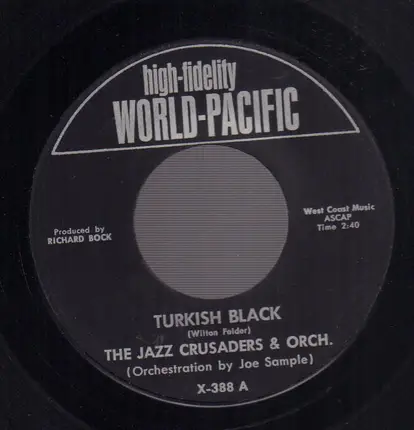 high-fidelity
WORLD-PACIFIC
Produced by
RICHARD BOCK
West Coast Music
ASCAP
Time 2:40
TURKISH BLACK
(Wilton Felder)
THE JAZZ CRUSADERS & ORCH.
(Orchestration by Joe Sample)
X-388 A